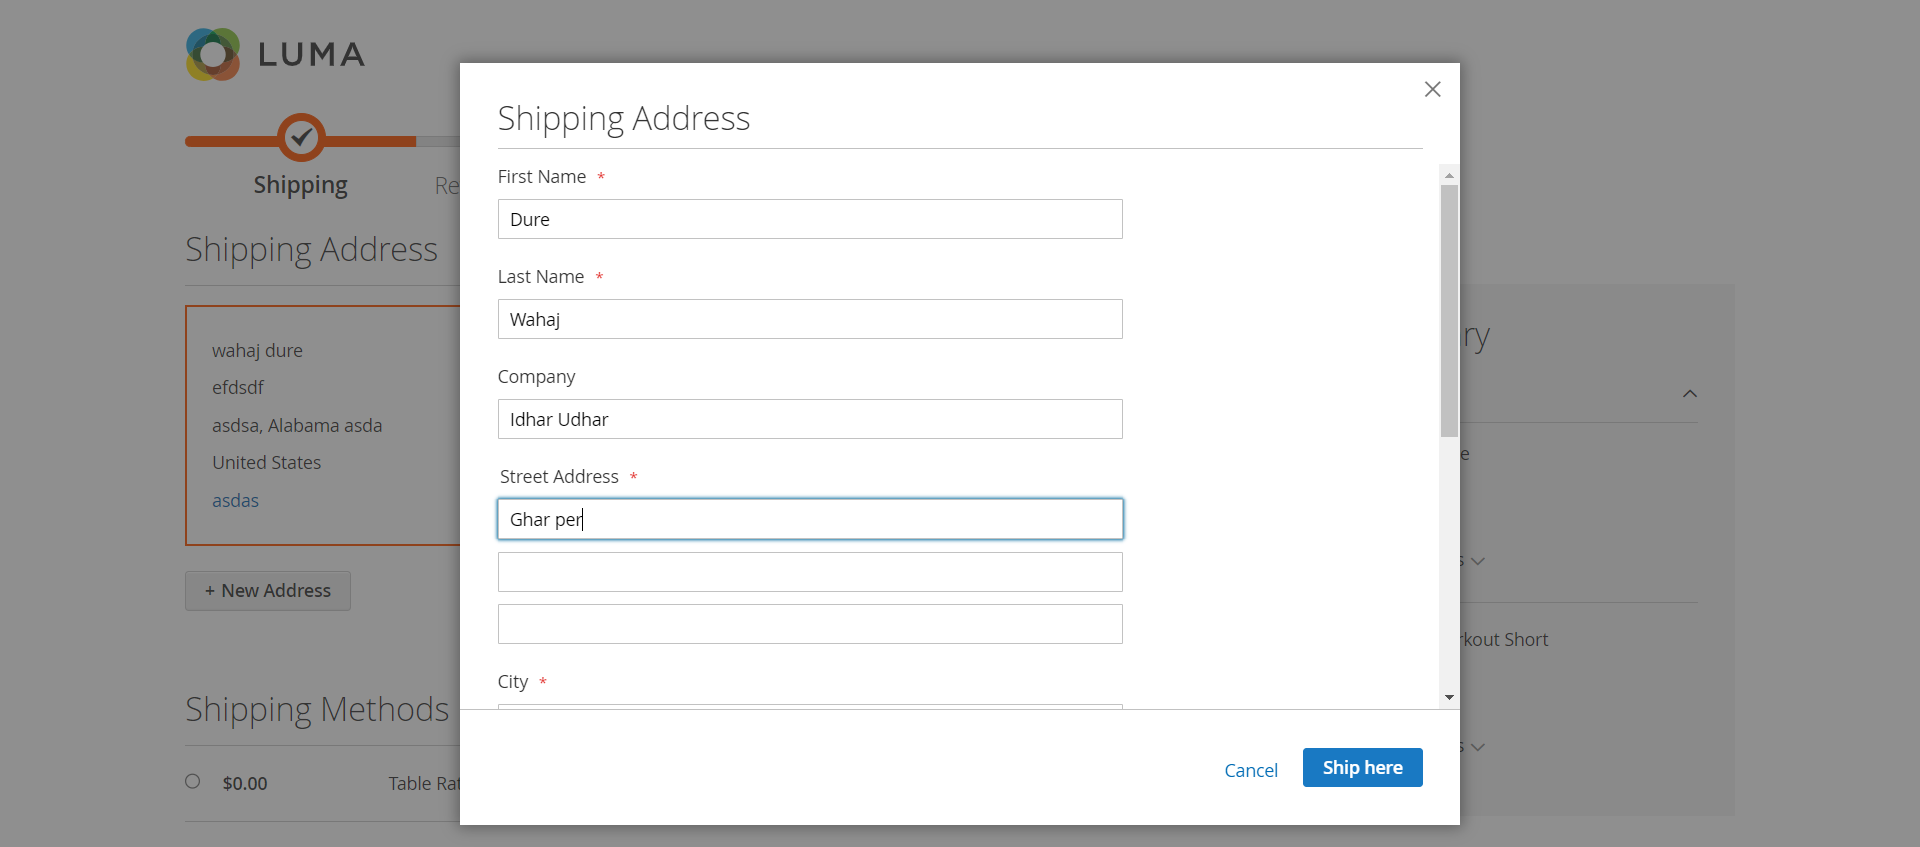 LUMA
Shipping
Re
Shipping Address
wahaj dure
efdsdf
asdsa, Alabama asda
United States
asdas
+ New Address
Shipping Methods
$0.00 Table Rat
Shipping Address
First Name *
Dure
Last Name *
Wahaj
Company
Idhar Udhar
Street Address *
Ghar per
City *
Cancel
Ship here
ry
e
s
rkout Short
s